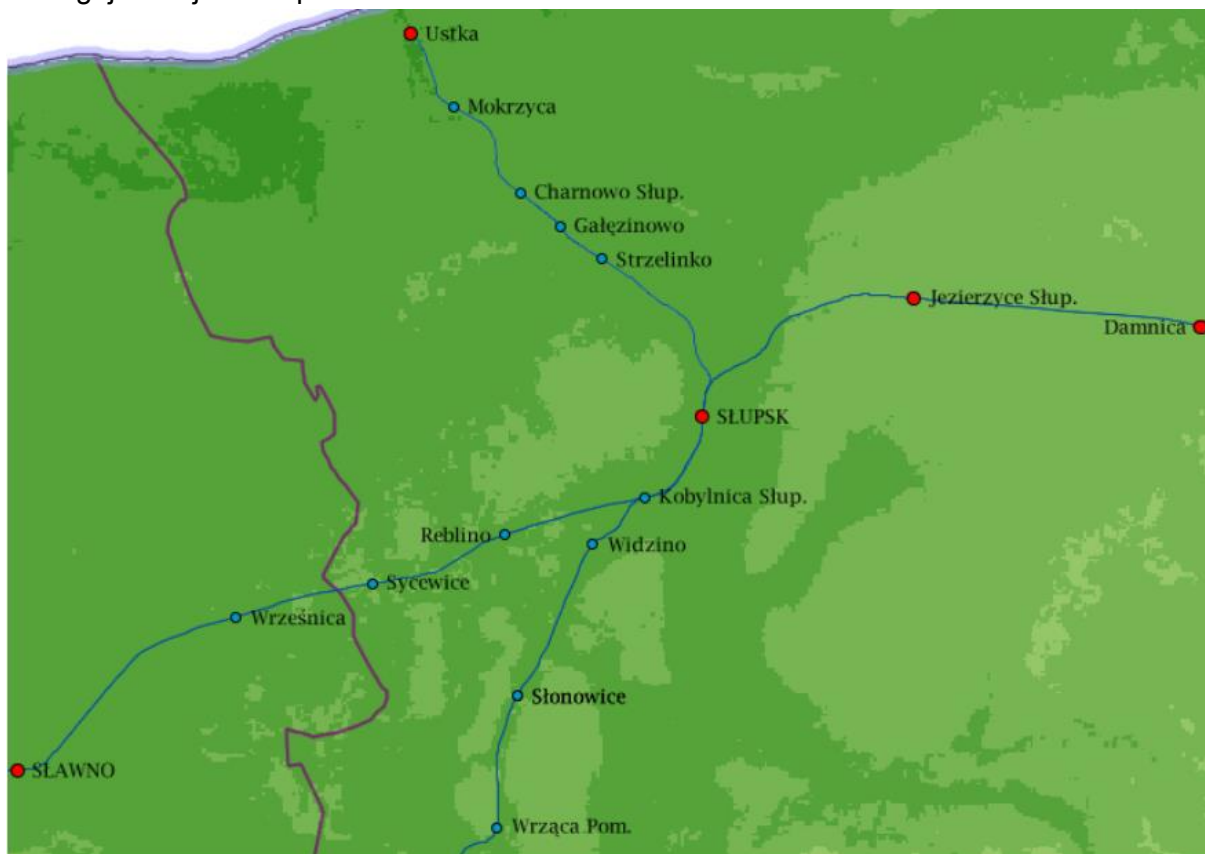 Ustka
Mokrzyca
Charnowo Słup.
Gałęzinowo
Strzelinko
Jezierzyce Słup.
Damnica
SŁUPSK
Kobylnica Słup.
Reblino
Widzino
Sycewice
Wrześnica
Słonowice
SŁAWNO
Wrząca Pom.